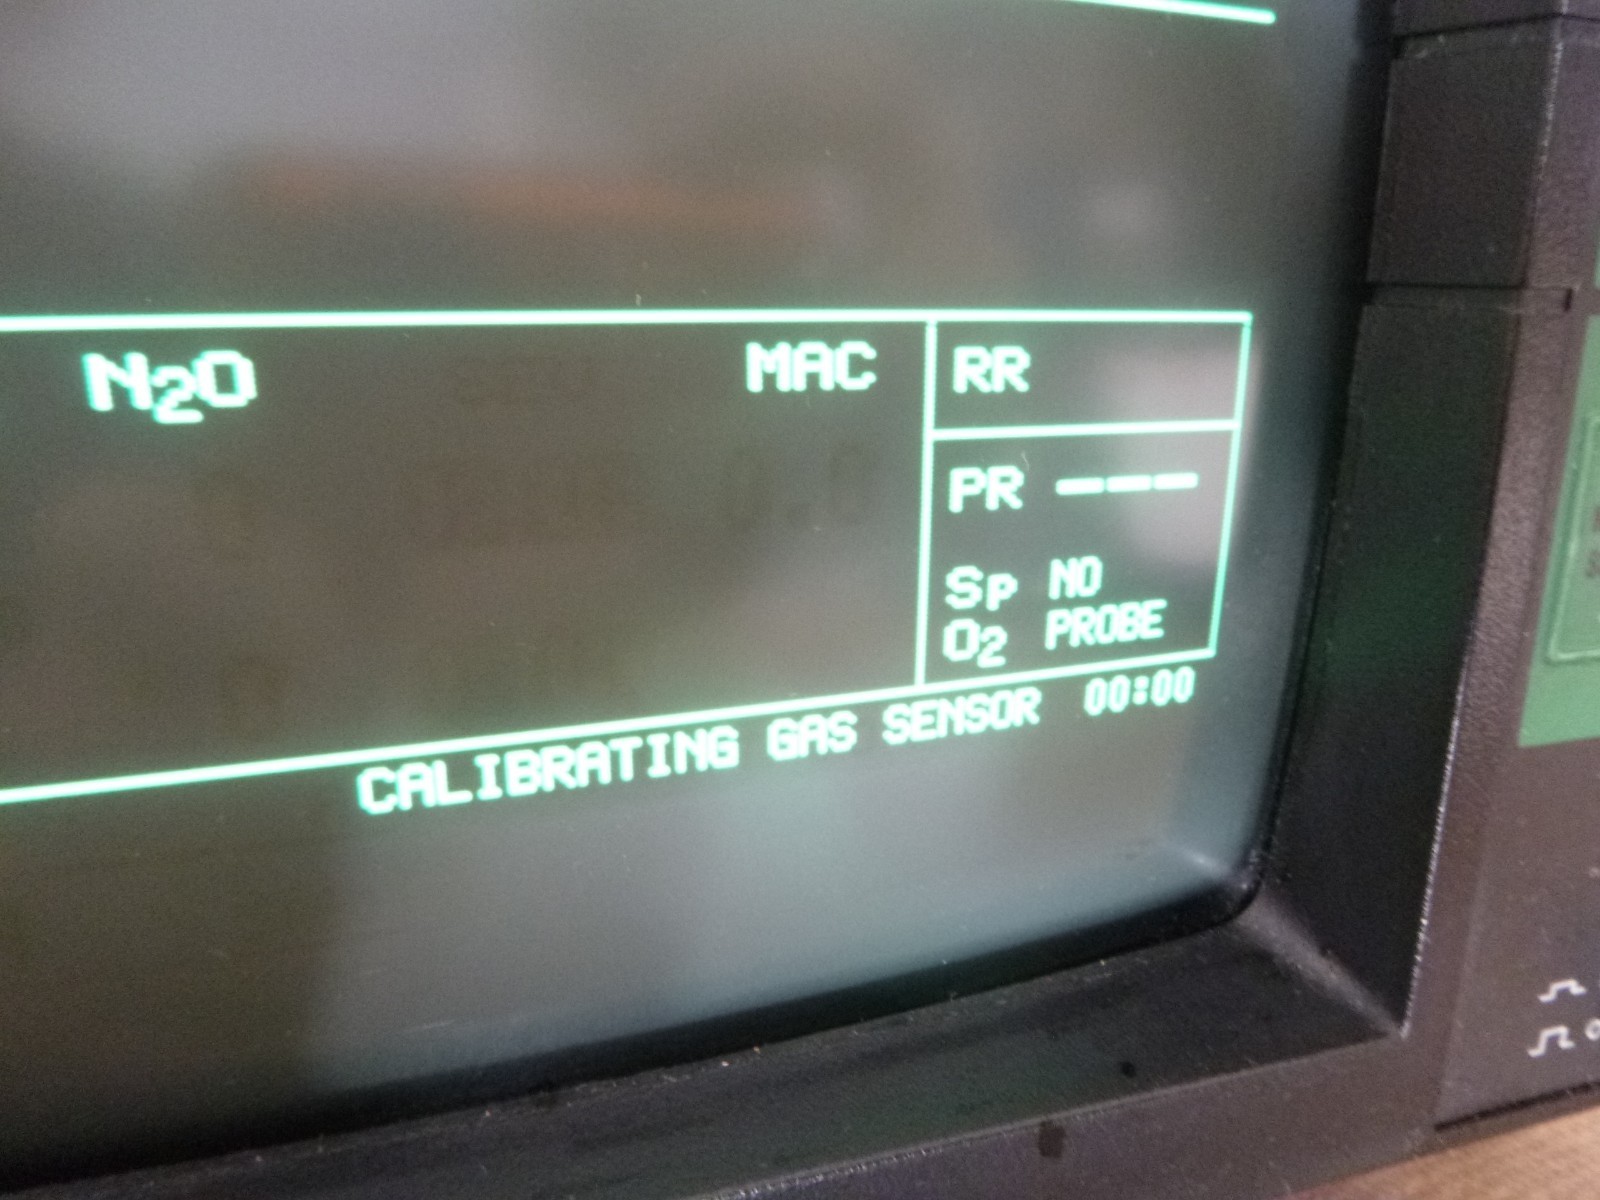 N₂O
MAC
RR
PR ---
Sp NO
O₂ PROBE
CALIBRATING GAS SENSOR 00:00